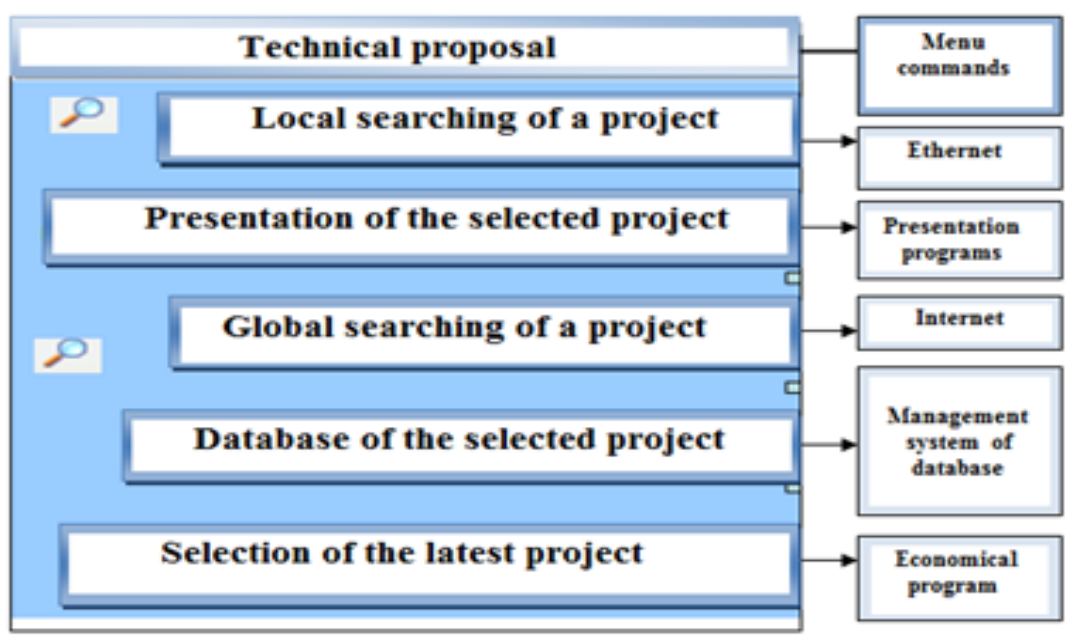 Technical proposal
Menu
commands
Local searching of a project
Ethernet
Presentation of the selected project
Presentation
programs
Global searching of a project
Internet
Database of the selected project
Management
system of
database
Selection of the latest project
Economical
program